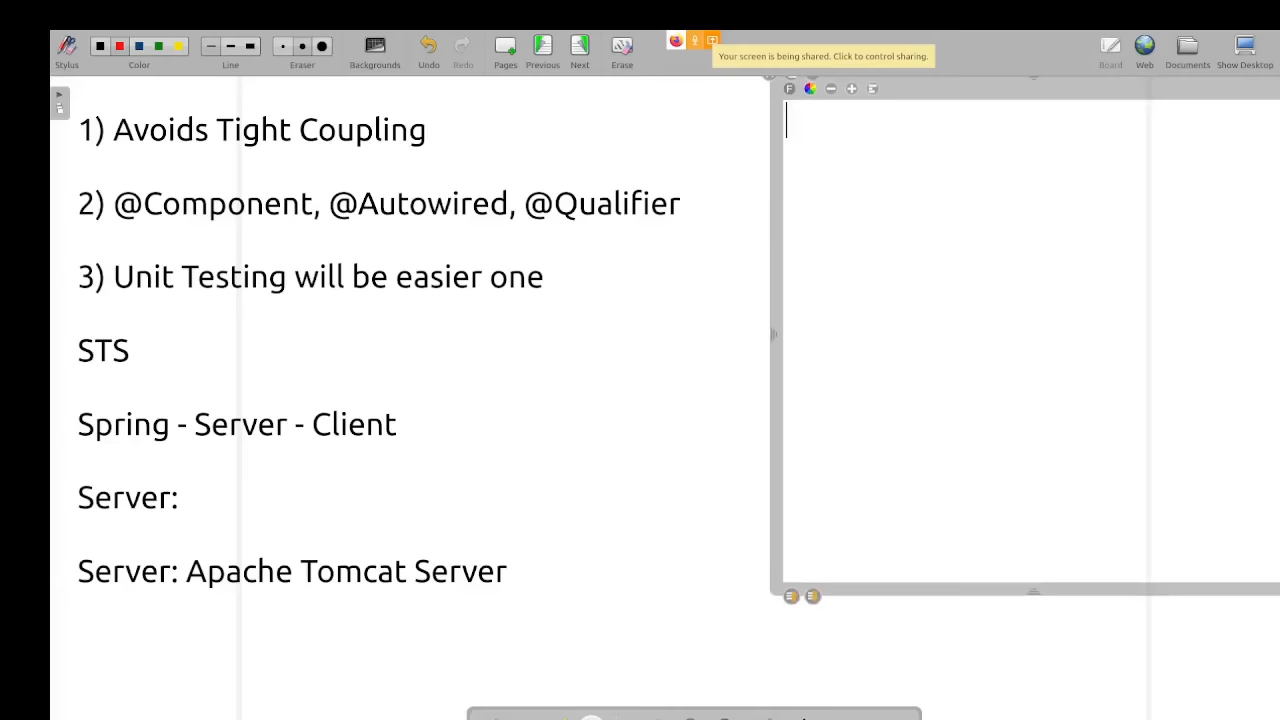 Stylus
Color
Line
Eraser
Backgrounds
Undo
Redo
Pages
Previous
Next
Erase
Your screen is being shared. Click to control sharing.
Board
Web
Documents
Show Desktop
F
1) Avoids Tight Coupling
2) @Component, @Autowired, @Qualifier
3) Unit Testing will be easier one
STS
Spring - Server - Client
Server:
Server: Apache Tomcat Server